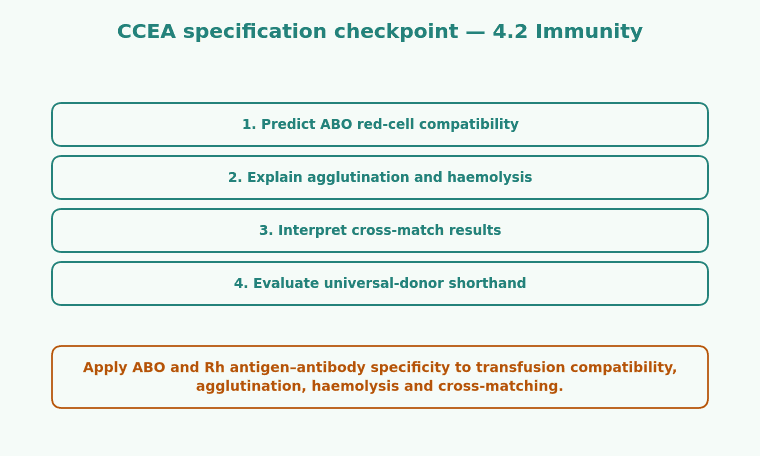 CCEA specification checkpoint — 4.2 Immunity
1. Predict ABO red-cell compatibility
2. Explain agglutination and haemolysis
3. Interpret cross-match results
4. Evaluate universal-donor shorthand
Apply ABO and Rh antigen–antibody specificity to transfusion compatibility,
agglutination, haemolysis and cross-matching.